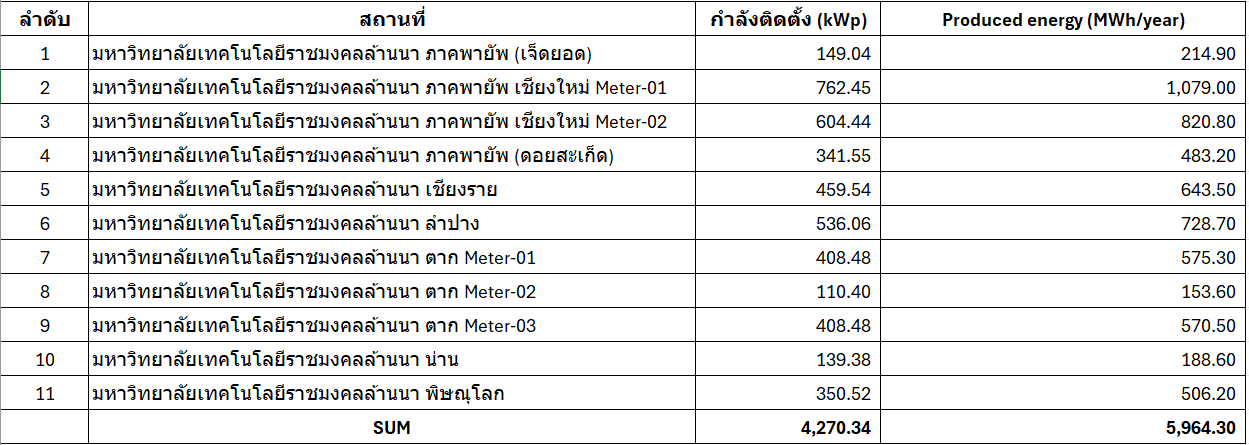 ลำดับ สถานที่ กำลังติดตั้ง (kWp) Produced energy (MWh/year)
1 มหาวิทยาลัยเทคโนโลยีราชมงคลล้านนา ภาคพายัพ (เจ็ดยอด) 149.04 214.90
2 มหาวิทยาลัยเทคโนโลยีราชมงคลล้านนา ภาคพายัพ เชียงใหม่ Meter-01 762.45 1,079.00
3 มหาวิทยาลัยเทคโนโลยีราชมงคลล้านนา ภาคพายัพ เชียงใหม่ Meter-02 604.44 820.80
4 มหาวิทยาลัยเทคโนโลยีราชมงคลล้านนา ภาคพายัพ (ดอยสะเก็ด) 341.55 483.20
5 มหาวิทยาลัยเทคโนโลยีราชมงคลล้านนา เชียงราย 459.54 643.50
6 มหาวิทยาลัยเทคโนโลยีราชมงคลล้านนา ลำปาง 536.06 728.70
7 มหาวิทยาลัยเทคโนโลยีราชมงคลล้านนา ตาก Meter-01 408.48 575.30
8 มหาวิทยาลัยเทคโนโลยีราชมงคลล้านนา ตาก Meter-02 110.40 153.60
9 มหาวิทยาลัยเทคโนโลยีราชมงคลล้านนา ตาก Meter-03 408.48 570.50
10 มหาวิทยาลัยเทคโนโลยีราชมงคลล้านนา น่าน 139.38 188.60
11 มหาวิทยาลัยเทคโนโลยีราชมงคลล้านนา พิษณุโลก 350.52 506.20
SUM 4,270.34 5,964.30